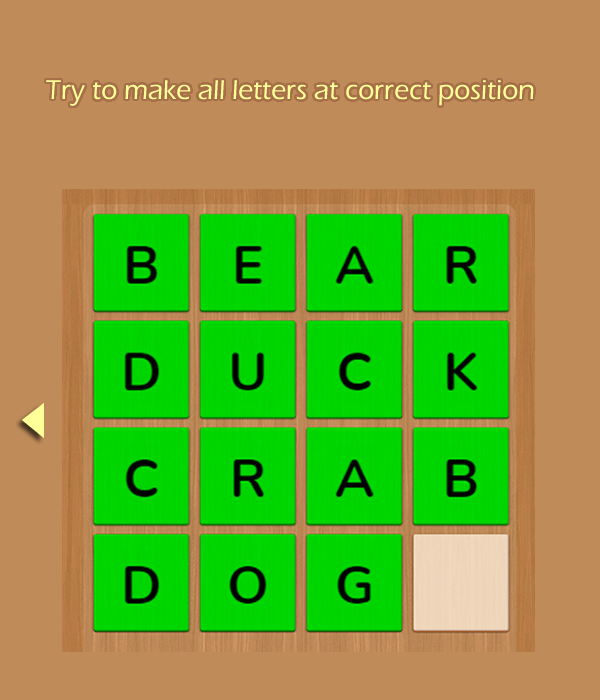 Try to make all letters at correct position
B E A R
D U C K
C R A B
D O G